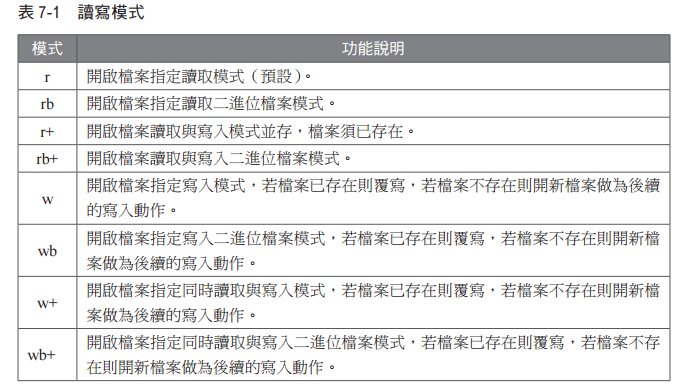 表 7-1 讀寫模式
模式 功能說明
r 開啟檔案指定讀取模式（預設）。
rb 開啟檔案指定讀取二進位檔案模式。
r+ 開啟檔案讀取與寫入模式並存，檔案須已存在。
rb+ 開啟檔案讀取與寫入二進位檔案模式。
w 開啟檔案指定寫入模式，若檔案已存在則覆寫，若檔案不存在則開新檔案做為後續
的寫入動作。
wb 開啟檔案指定寫入二進位檔案模式，若檔案已存在則覆寫，若檔案不存在則開新檔
案做為後續的寫入動作。
w+ 開啟檔案指定同時讀取與寫入模式，若檔案已存在則覆寫，若檔案不存在則開新檔
案做為後續的寫入動作。
wb+ 開啟檔案指定同時讀取與寫入二進位檔案模式，若檔案已存在則覆寫，若檔案不存
在則開新檔案做為後續的寫入動作。